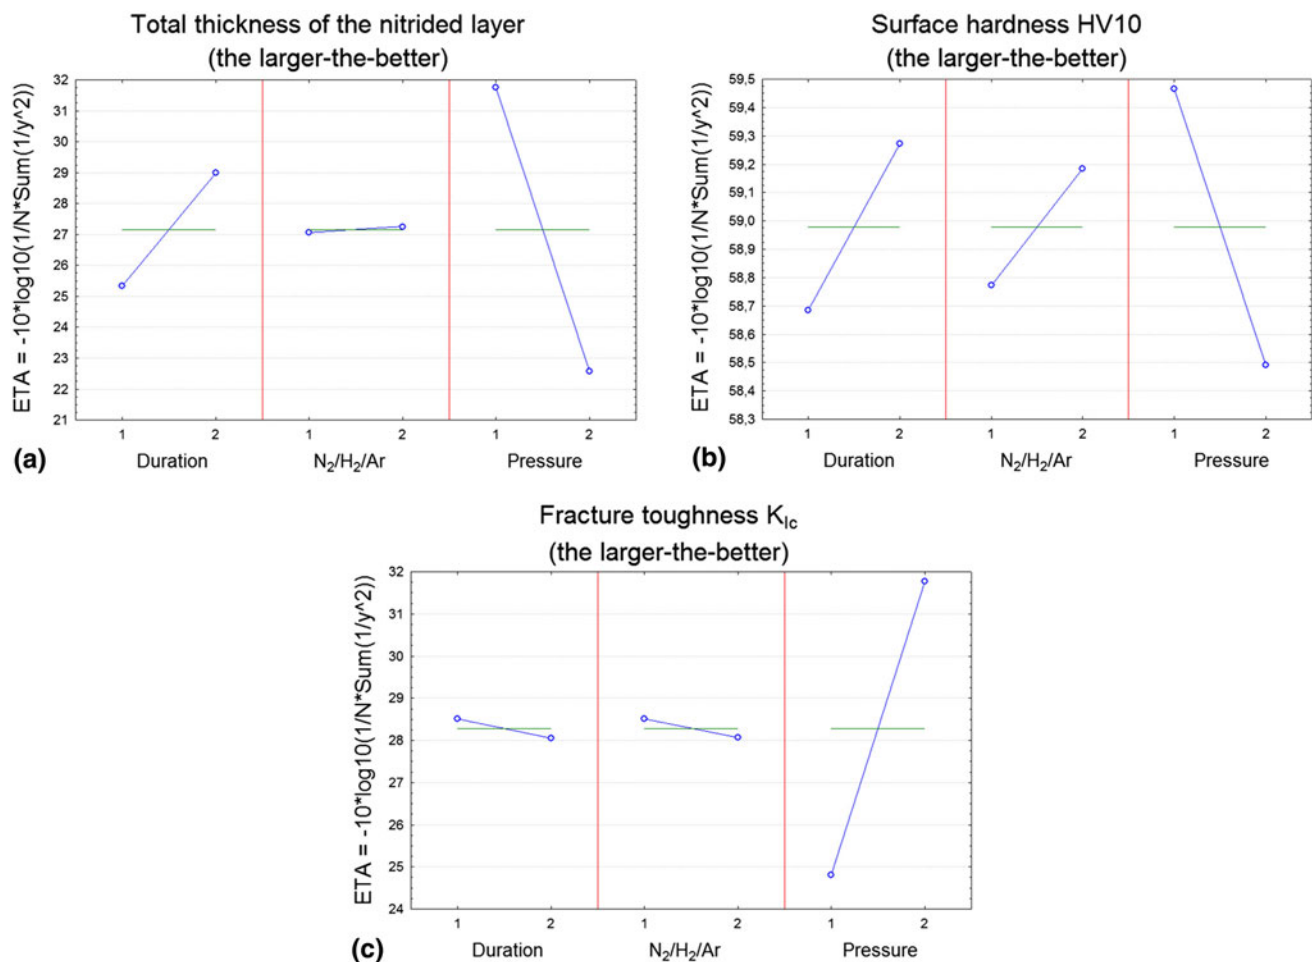 Total thickness of the nitrided layer
(the larger-the-better)
ETA = -10*log10(1/N*Sum(1/y^2))
32
31
30
29
28
27
26
25
24
23
22
21
1 2 1 2 1 2
Duration N₂/H₂/Ar Pressure
(a)
Surface hardness HV10
(the larger-the-better)
ETA = -10*log10(1/N*Sum(1/y^2))
59,5
59,4
59,3
59,2
59,1
59,0
58,9
58,8
58,7
58,6
58,5
58,4
58,3
1 2 1 2 1 2
Duration N₂/H₂/Ar Pressure
(b)
Fracture toughness K_Ic
(the larger-the-better)
ETA = -10*log10(1/N*Sum(1/y^2))
32
31
30
29
28
27
26
25
24
1 2 1 2 1 2
Duration N₂/H₂/Ar Pressure
(c)